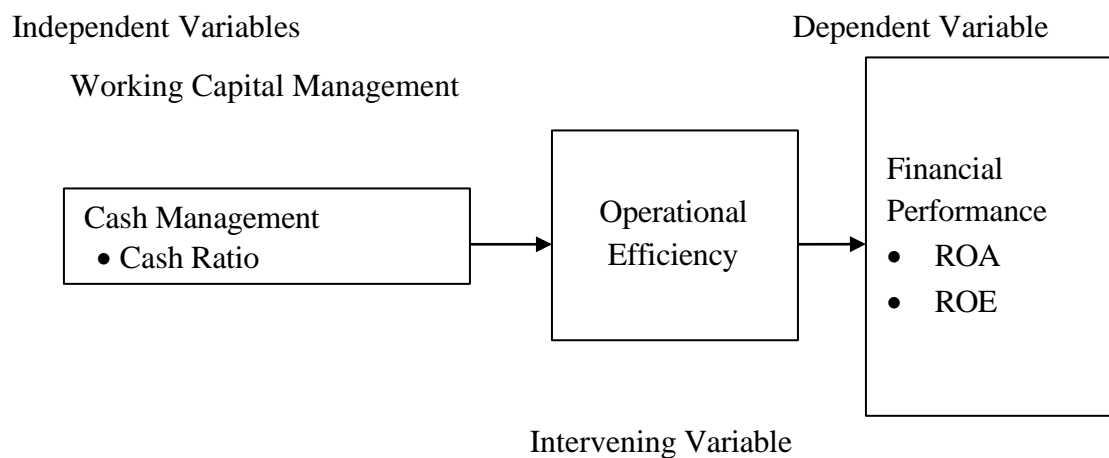 Independent Variables
Dependent Variable
Working Capital Management
Cash Management
• Cash Ratio
Operational
Efficiency
Financial
Performance
• ROA
• ROE
Intervening Variable